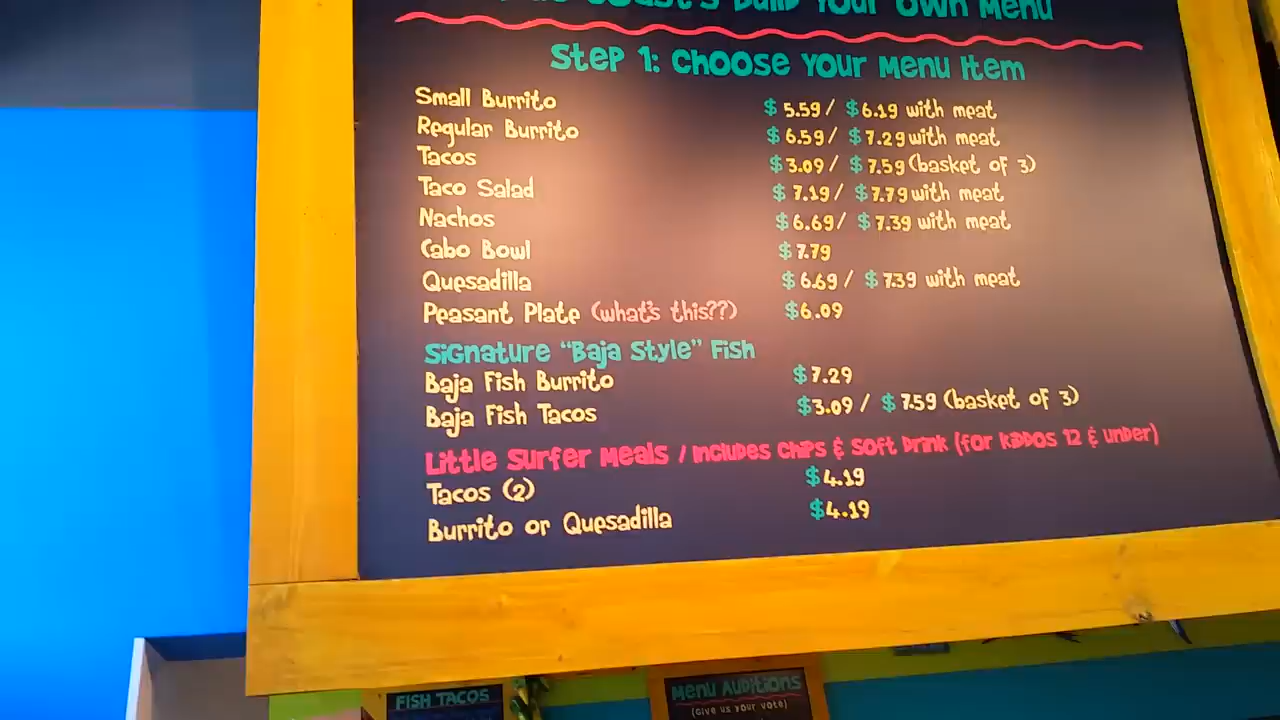 Your Own Menu
Step 1: Choose Your Menu Item
Small Burrito $5.59 / $6.19 with meat
Regular Burrito $6.59 / $7.29 with meat
Tacos $3.09 / $7.59 (basket of 3)
Taco Salad $7.19 / $7.79 with meat
Nachos $6.69 / $7.39 with meat
Cabo Bowl $7.79
Quesadilla $6.69 / $7.39 with meat
Peasant Plate (what's this??) $6.09
Signature "Baja Style" Fish
Baja Fish Burrito $7.29
Baja Fish Tacos $3.09 / $7.59 (basket of 3)
Little Surfer Meals / Includes Chips & Soft Drink (for kiddos 12 & under)
Tacos (2) $4.19
Burrito or Quesadilla $4.19
FISH TACOS
Menu Auditions
(Give us your vote)